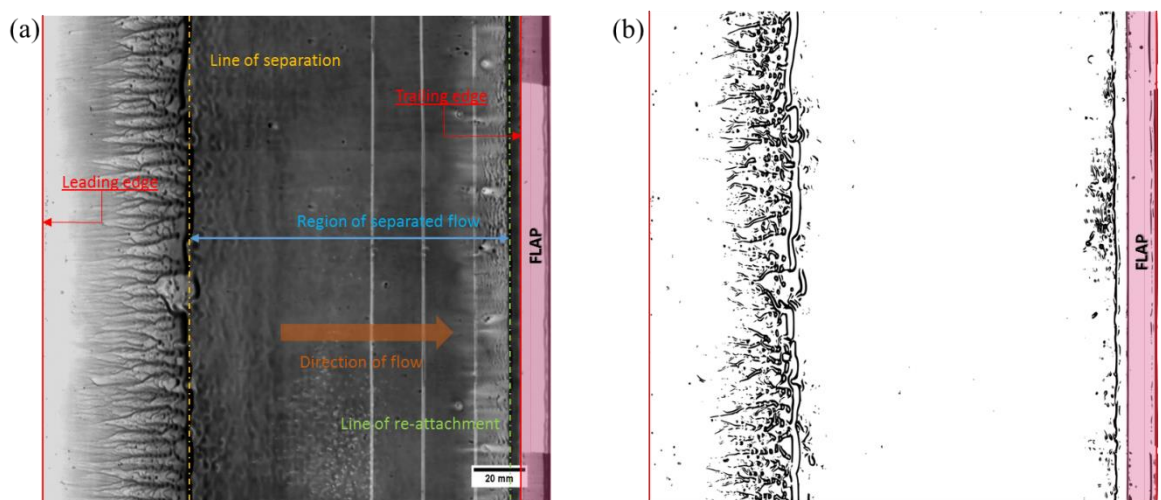 (a)
Line of separation
Trailing edge
Leading edge
Region of separated flow
FLAP
Direction of flow
Line of re-attachment
20 mm
(b)
FLAP